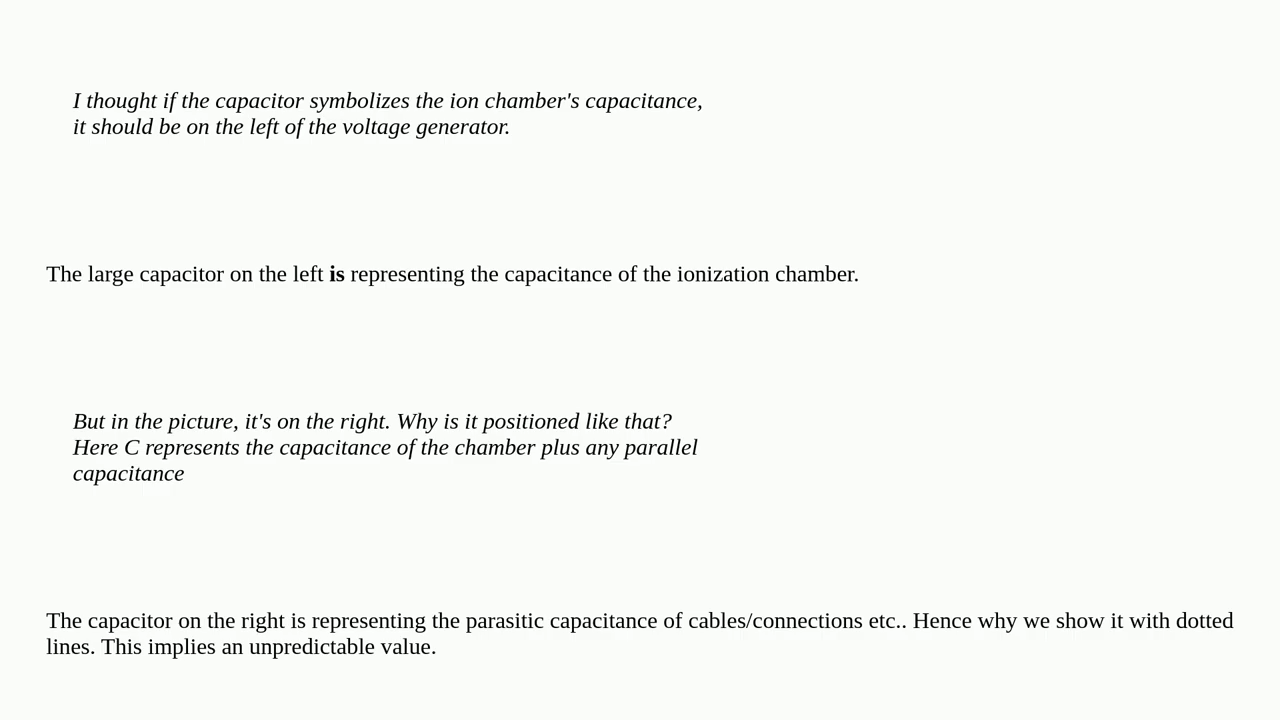 I thought if the capacitor symbolizes the ion chamber's capacitance,
it should be on the left of the voltage generator.
The large capacitor on the left is representing the capacitance of the ionization chamber.
But in the picture, it's on the right. Why is it positioned like that?
Here C represents the capacitance of the chamber plus any parallel
capacitance
The capacitor on the right is representing the parasitic capacitance of cables/connections etc.. Hence why we show it with dotted
lines. This implies an unpredictable value.